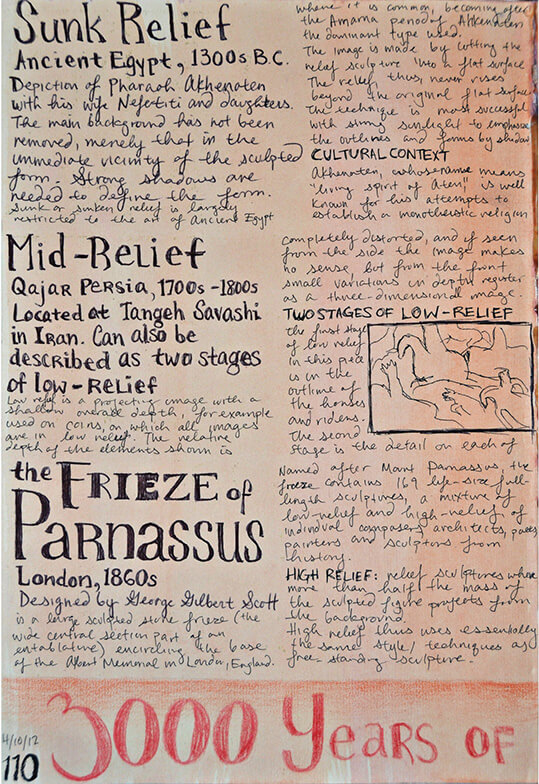 Sunk Relief
Ancient Egypt, 1300s B.C.
Depiction of Pharaoh Akhenaten
with his wife Nefertiti and daughters.
The main background has not been
removed, merely that in the
immediate vicinity of the sculpted
form. Strong shadows are
needed to define the form.
Sunk or sunken relief is largely
restricted to the art of Ancient Egypt
where it is common, becoming after
the Amarna period of Ahkenaten
the dominant type used.
The image is made by cutting the
relief sculpture into a flat surface
The relief thus never rises
beyond the original flat surface
The technique is most successful
with strong sunlight to emphasise
the outlines and forms by shadow
CULTURAL CONTEXT
Akhenaten, whose name means
"living spirit of Aten", is well
known for his attempts to
establish a monotheistic religion
Mid-Relief
Qajar Persia, 1700s-1800s
Located at Tangeh Savashi
in Iran. Can also be
described as two stages
of low-relief
Low relief is a projecting image with a
shallow overall depth, for example
used on coins, on which all images
are in low relief. The relative
depth of the elements shown is
completely distorted, and if seen
from the side the image makes
no sense, but from the front
small variations in depth register
as a three-dimensional image.
TWO STAGES OF LOW-RELIEF
the first stage
of low relief
in this piece
is in the
outline of
the horses
and riders.
The second
stage is the detail on each of
the FRIEZE of
Parnassus
London, 1860s
Designed by George Gilbert Scott
is a large sculpted stone frieze (the
wide central section part of an
entablature) encircling the base
of the Albert Memorial in London, England.
Named after Mount Parnassus, the
frieze contains 169 life-size full-
length sculptures, a mixture of
low-relief and high-relief of
individual composers, architects, poets
painters and sculptors from
history.
HIGH RELIEF: relief sculptures where
more than half the mass of
the sculpted figure projects from
the background.
High relief thus uses essentially
the same style/techniques as
free-standing sculpture.
4/10/12
110
3000 Years of